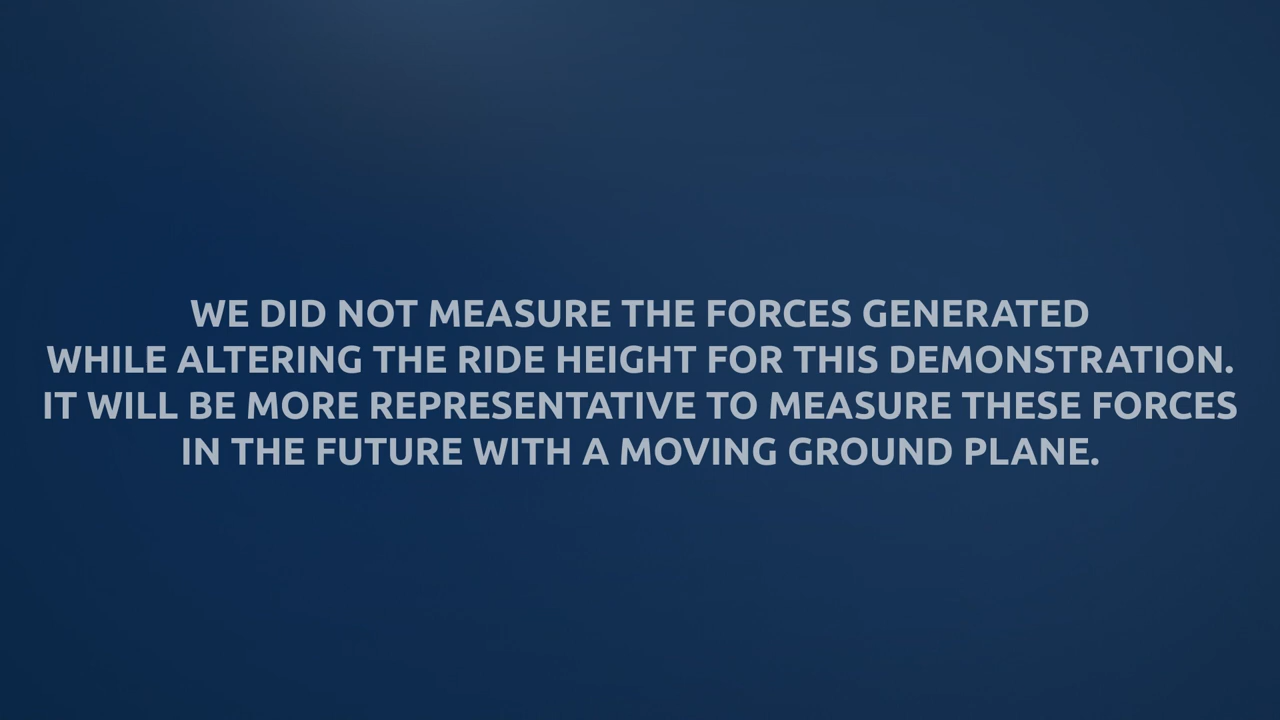 WE DID NOT MEASURE THE FORCES GENERATED
WHILE ALTERING THE RIDE HEIGHT FOR THIS DEMONSTRATION.
IT WILL BE MORE REPRESENTATIVE TO MEASURE THESE FORCES
IN THE FUTURE WITH A MOVING GROUND PLANE.